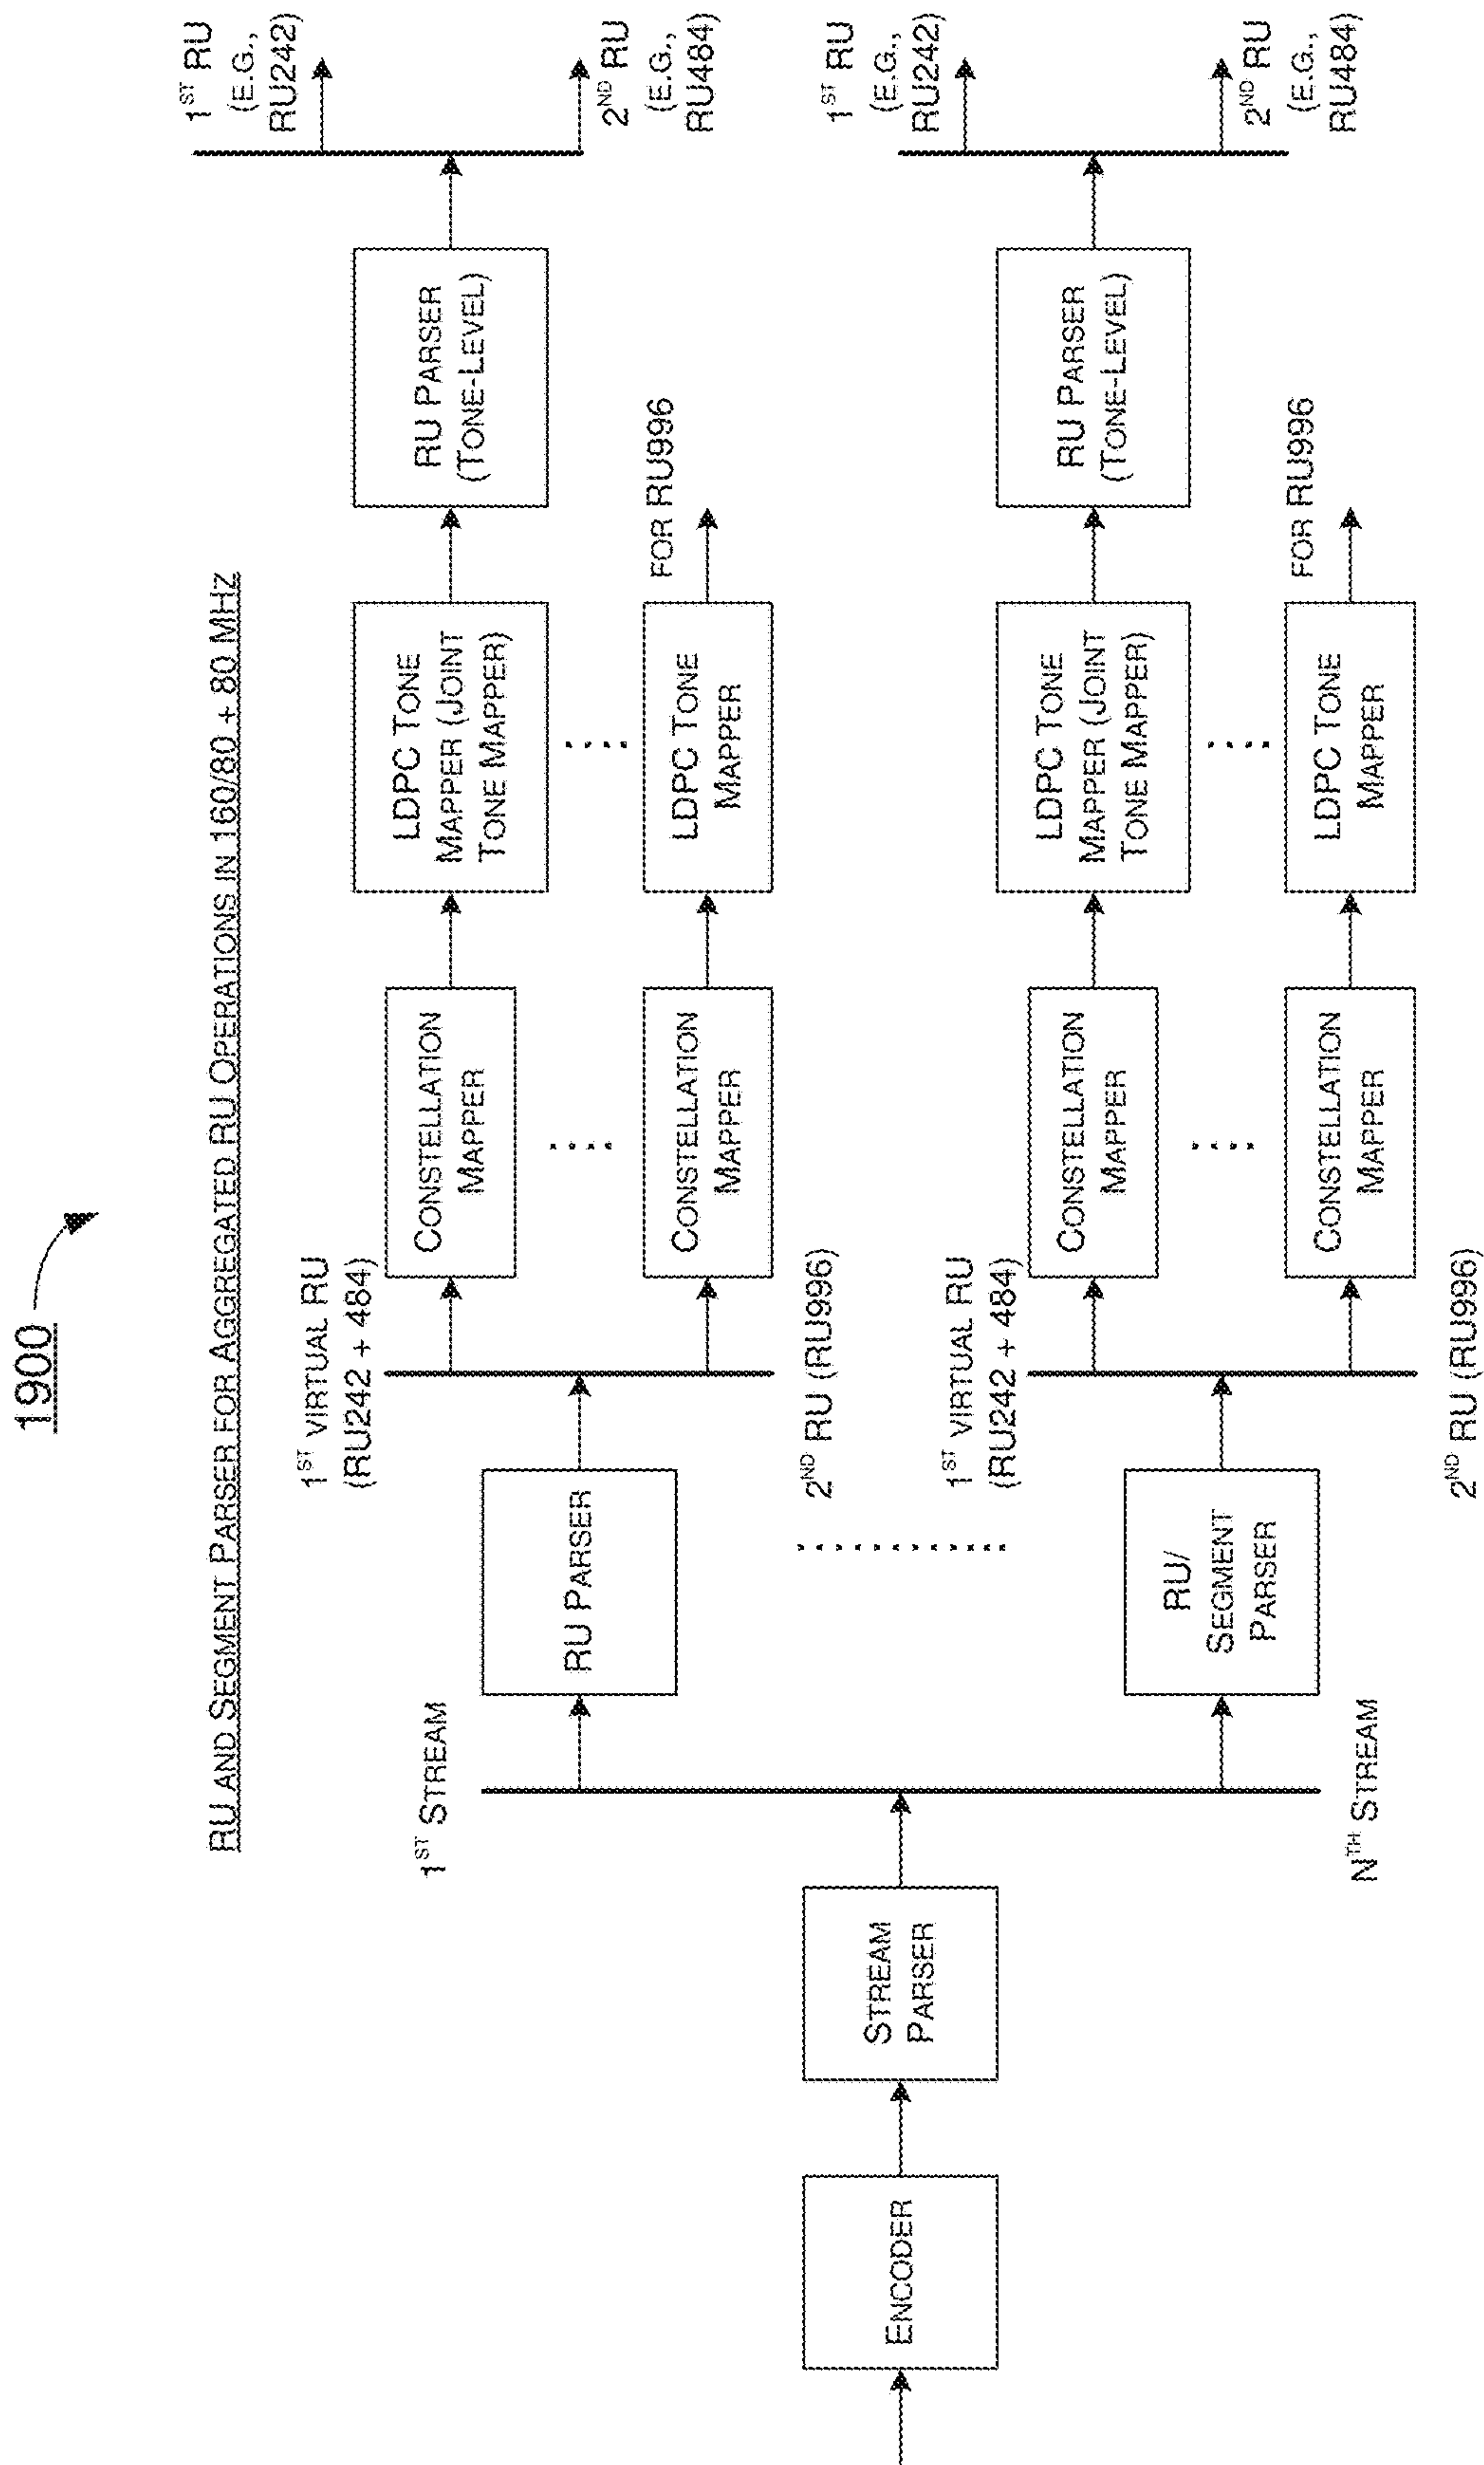 1900
RU AND SEGMENT PARSER FOR AGGREGATED RU OPERATIONS IN 160/80 + 80 MHZ
ENCODER
STREAM
PARSER
1ST STREAM
NTH STREAM
RU PARSER
1ST VIRTUAL RU
(RU242 + 484)
2ND RU (RU996)
CONSTELLATION
MAPPER
CONSTELLATION
MAPPER
LDPC TONE
MAPPER (JOINT
TONE MAPPER)
LDPC TONE
MAPPER
FOR RU996
RU PARSER
(TONE-LEVEL)
1ST RU
(E.G.,
RU242)
2ND RU
(E.G.,
RU484)
RU/
SEGMENT
PARSER
1ST VIRTUAL RU
(RU242 + 484)
2ND RU (RU996)
CONSTELLATION
MAPPER
CONSTELLATION
MAPPER
LDPC TONE
MAPPER (JOINT
TONE MAPPER)
LDPC TONE
MAPPER
FOR RU996
RU PARSER
(TONE-LEVEL)
1ST RU
(E.G.,
RU242)
2ND RU
(E.G.,
RU484)